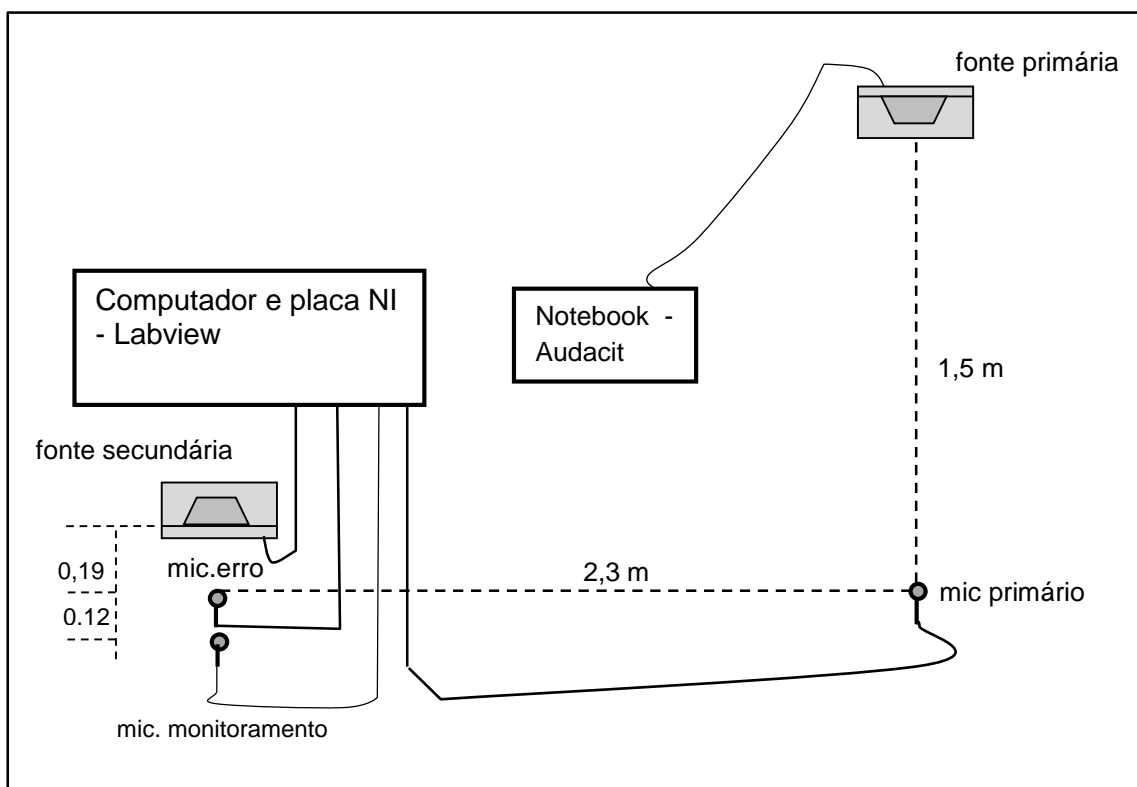 fonte primária
Computador e placa NI
- Labview
Notebook -
Audacit
1,5 m
fonte secundária
0,19
mic.erro
2,3 m
mic primário
0.12
mic. monitoramento